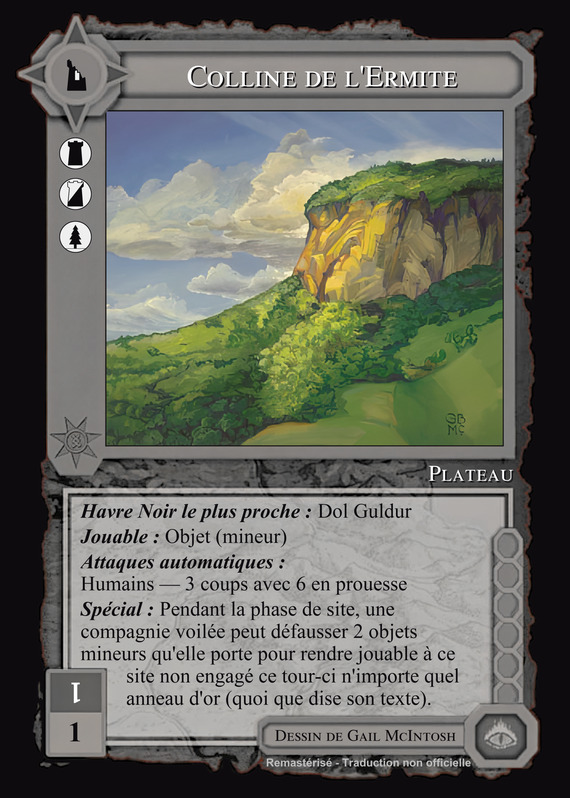 COLLINE DE L'ERMITE
GB
MC
PLATEAU
Havre Noir le plus proche : Dol Guldur
Jouable : Objet (mineur)
Attaques automatiques :
Humains — 3 coups avec 6 en prouesse
Spécial : Pendant la phase de site, une
compagnie voilée peut défausser 2 objets
mineurs qu'elle porte pour rendre jouable à ce
site non engagé ce tour-ci n'importe quel
anneau d'or (quoi que dise son texte).
1
1
DESSIN DE GAIL MCINTOSH
Remastérisé - Traduction non officielle